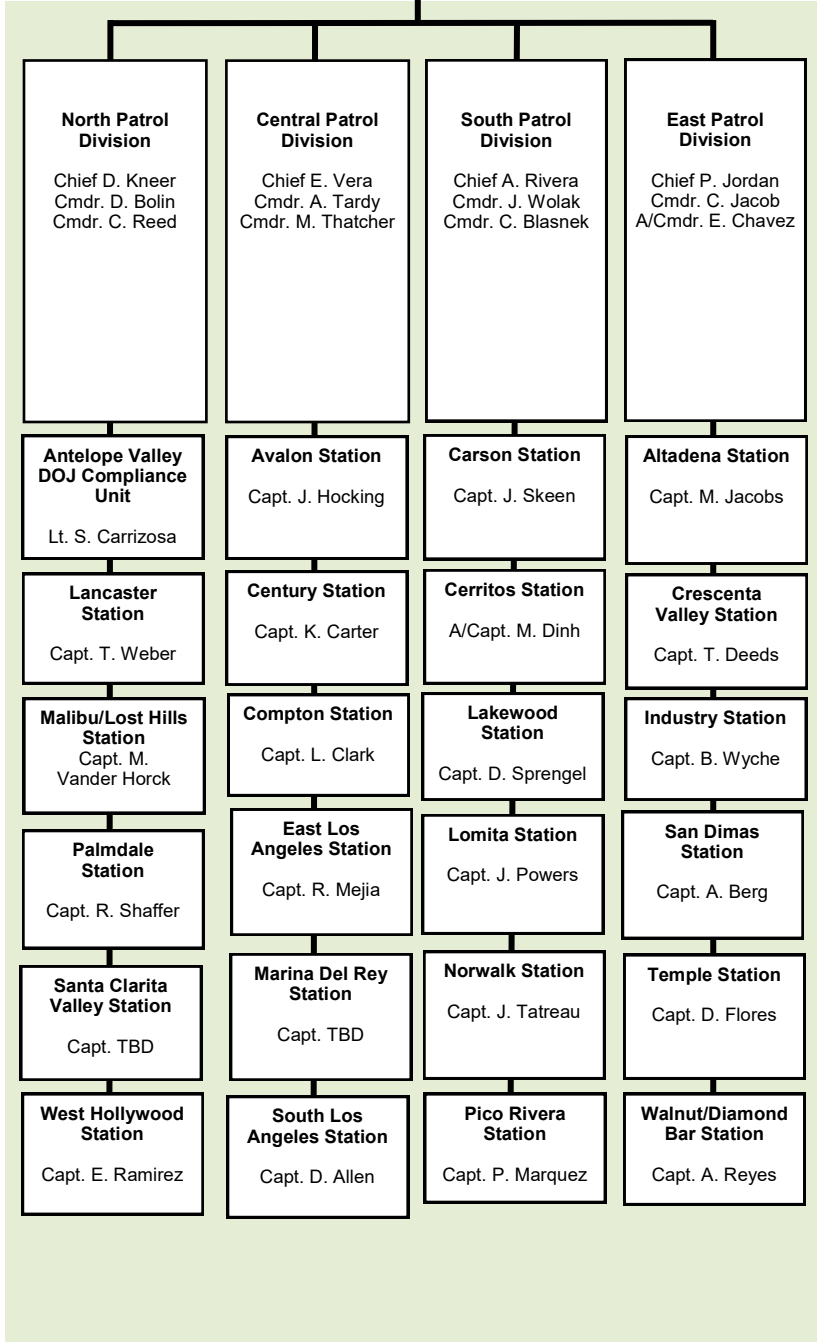 North Patrol
Division
Chief D. Kneer
Cmdr. D. Bolin
Cmdr. C. Reed
Antelope Valley
DOJ Compliance
Unit
Lt. S. Carrizosa
Lancaster
Station
Capt. T. Weber
Malibu/Lost Hills
Station
Capt. M.
Vander Horck
Palmdale
Station
Capt. R. Shaffer
Santa Clarita
Valley Station
Capt. TBD
West Hollywood
Station
Capt. E. Ramirez
Central Patrol
Division
Chief E. Vera
Cmdr. A. Tardy
Cmdr. M. Thatcher
Avalon Station
Capt. J. Hocking
Century Station
Capt. K. Carter
Compton Station
Capt. L. Clark
East Los
Angeles Station
Capt. R. Mejia
Marina Del Rey
Station
Capt. TBD
South Los
Angeles Station
Capt. D. Allen
South Patrol
Division
Chief A. Rivera
Cmdr. J. Wolak
Cmdr. C. Blasnek
Carson Station
Capt. J. Skeen
Cerritos Station
A/Capt. M. Dinh
Lakewood
Station
Capt. D. Sprengel
Lomita Station
Capt. J. Powers
Norwalk Station
Capt. J. Tatreau
Pico Rivera
Station
Capt. P. Marquez
East Patrol
Division
Chief P. Jordan
Cmdr. C. Jacob
A/Cmdr. E. Chavez
Altadena Station
Capt. M. Jacobs
Crescenta
Valley Station
Capt. T. Deeds
Industry Station
Capt. B. Wyche
San Dimas
Station
Capt. A. Berg
Temple Station
Capt. D. Flores
Walnut/Diamond
Bar Station
Capt. A. Reyes